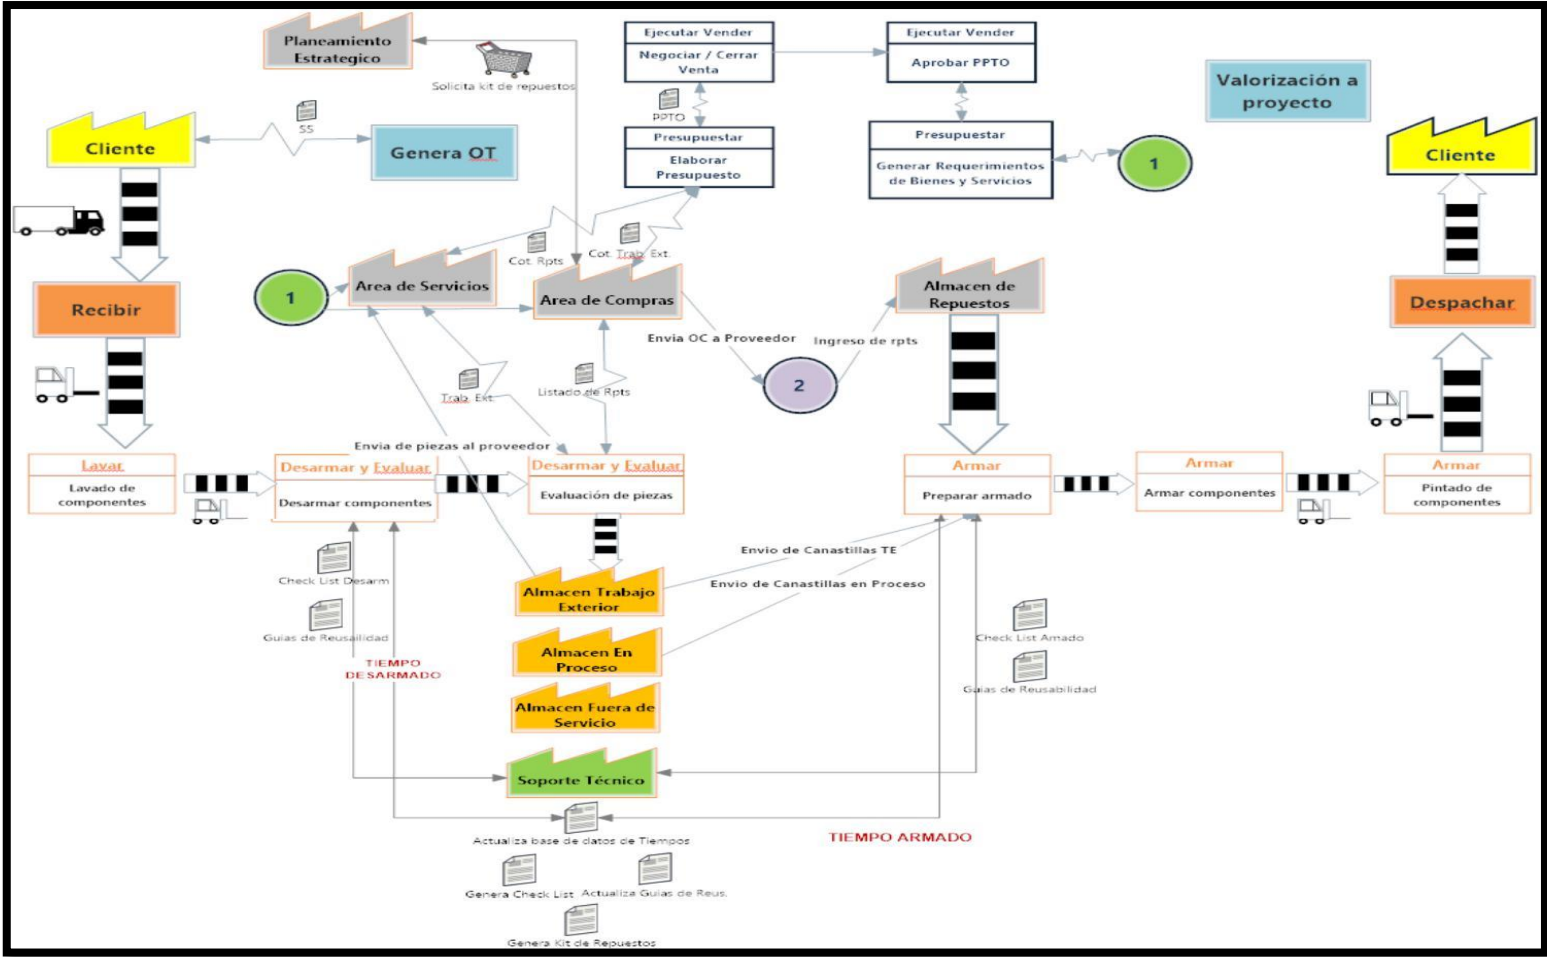 Planeamiento
Estrategico
Solicita kit de repuestos
Ejecutar Vender
Negociar / Cerrar
Venta
Ejecutar Vender
Aprobar PPTO
Valorización a
proyecto
SS
Cliente
Genera OT
PPTO
Presupuestar
Elaborar
Presupuesto
Presupuestar
Generar Requerimientos
de Bienes y Servicios
1
Cliente
Cot. Rpts
Cot. Trab. Ext.
1
Area de Servicios
Area de Compras
Almacen de
Repuestos
Recibir
Despachar
Envia OC a Proveedor
Ingreso de rpts
2
Trab. Ext.
Listado de Rpts
Envia de piezas al proveedor
Lavar
Lavado de
componentes
Desarmar y Evaluar
Desarmar componentes
Desarmar y Evaluar
Evaluación de piezas
Armar
Preparar armado
Armar
Armar componentes
Armar
Pintado de
componentes
Envio de Canastillas TE
Envio de Canastillas en Proceso
Check List Desarm
Guias de Reusailidad
Almacen Trabajo
Exterior
Almacen En
Proceso
Almacen Fuera de
Servicio
Check List Amado
Guias de Reusabilidad
TIEMPO
DESARMADO
Soporte Técnico
Actualiza base de datos de Tiempos
TIEMPO ARMADO
Genera Check List
Actualiza Guias de Reus.
Genera Kit de Repuestos